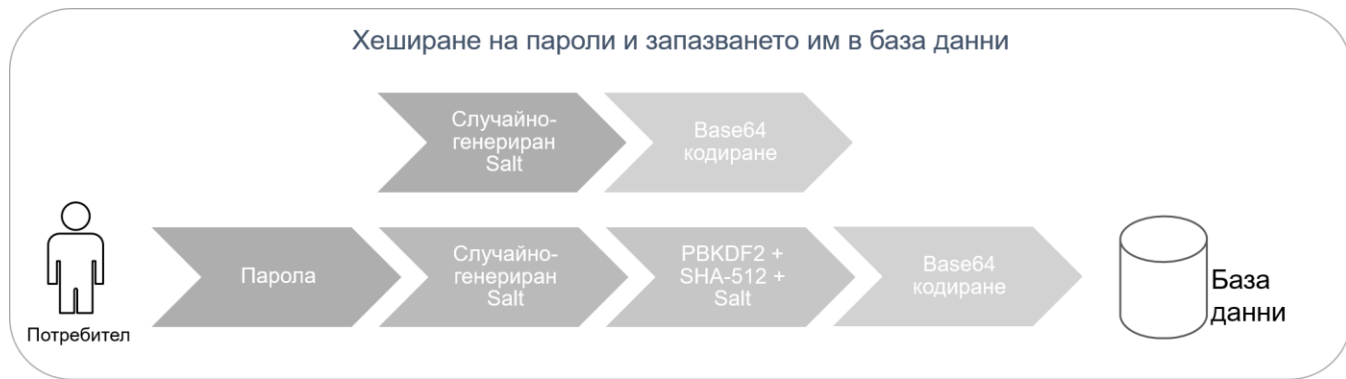 Хеширане на пароли и запазването им в база данни
Случайно-
генериран
Salt
Base64
кодиране
Потребител
Парола
Случайно-
генериран
Salt
PBKDF2 +
SHA-512 +
Salt
Base64
кодиране
База
данни